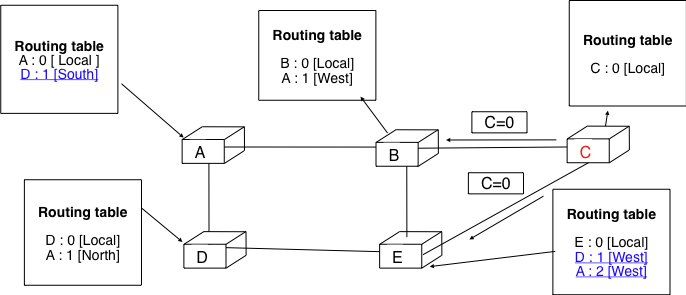 Routing table
A : 0 [ Local ]
D : 1 [South]
Routing table
B : 0 [Local]
A : 1 [West]
Routing table
C : 0 [Local]
C=0
A
B
C
C=0
Routing table
D : 0 [Local]
A : 1 [North]
D
E
Routing table
E : 0 [Local]
D : 1 [West]
A : 2 [West]